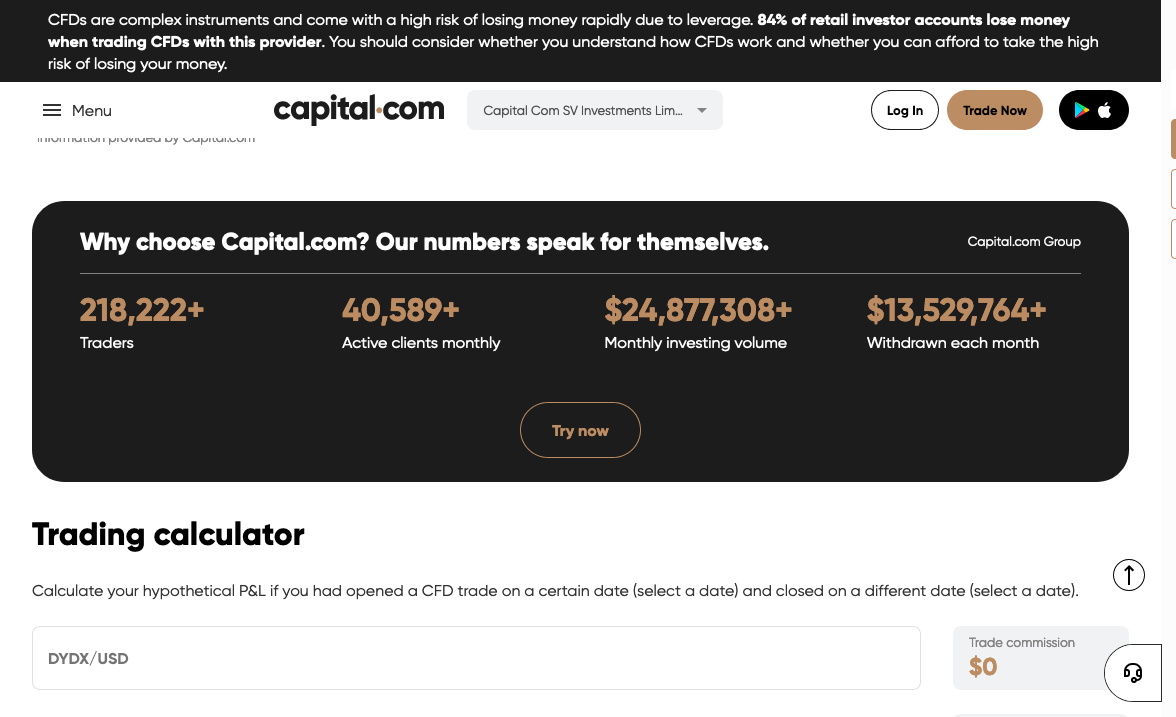 CFDs are complex instruments and come with a high risk of losing money rapidly due to leverage. 84% of retail investor accounts lose money
when trading CFDs with this provider. You should consider whether you understand how CFDs work and whether you can afford to take the high
risk of losing your money.
Menu
capital.com
Capital Com SV Investments Lim...
Log In
Trade Now
information provided by Capital.com
Why choose Capital.com? Our numbers speak for themselves.
Capital.com Group
218,222+
40,589+
$24,877,308+
$13,529,764+
Traders
Active clients monthly
Monthly investing volume
Withdrawn each month
Try now
Trading calculator
Calculate your hypothetical P&L if you had opened a CFD trade on a certain date (select a date) and closed on a different date (select a date).
DYDX/USD
Trade commission
$0